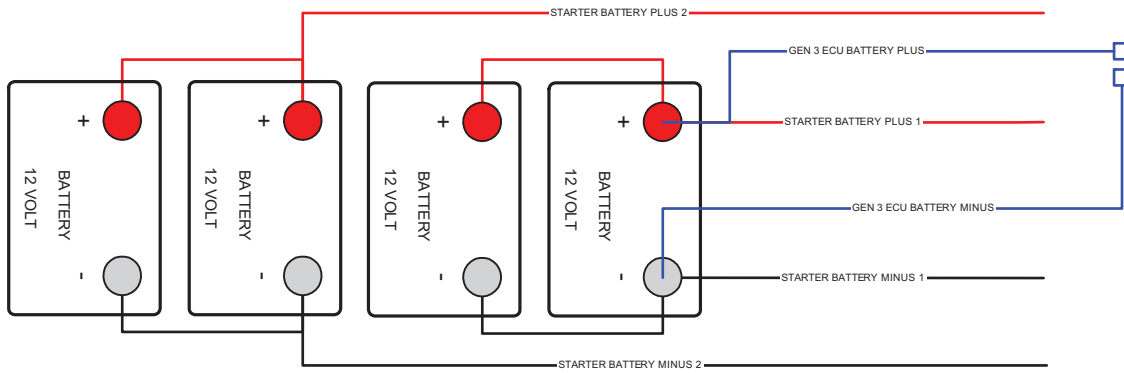 STARTER BATTERY PLUS 2
GEN 3 ECU BATTERY PLUS
+
+
+
+
STARTER BATTERY PLUS 1
BATTERY
12 VOLT
BATTERY
12 VOLT
BATTERY
12 VOLT
BATTERY
12 VOLT
GEN 3 ECU BATTERY MINUS
-
-
-
-
STARTER BATTERY MINUS 1
STARTER BATTERY MINUS 2